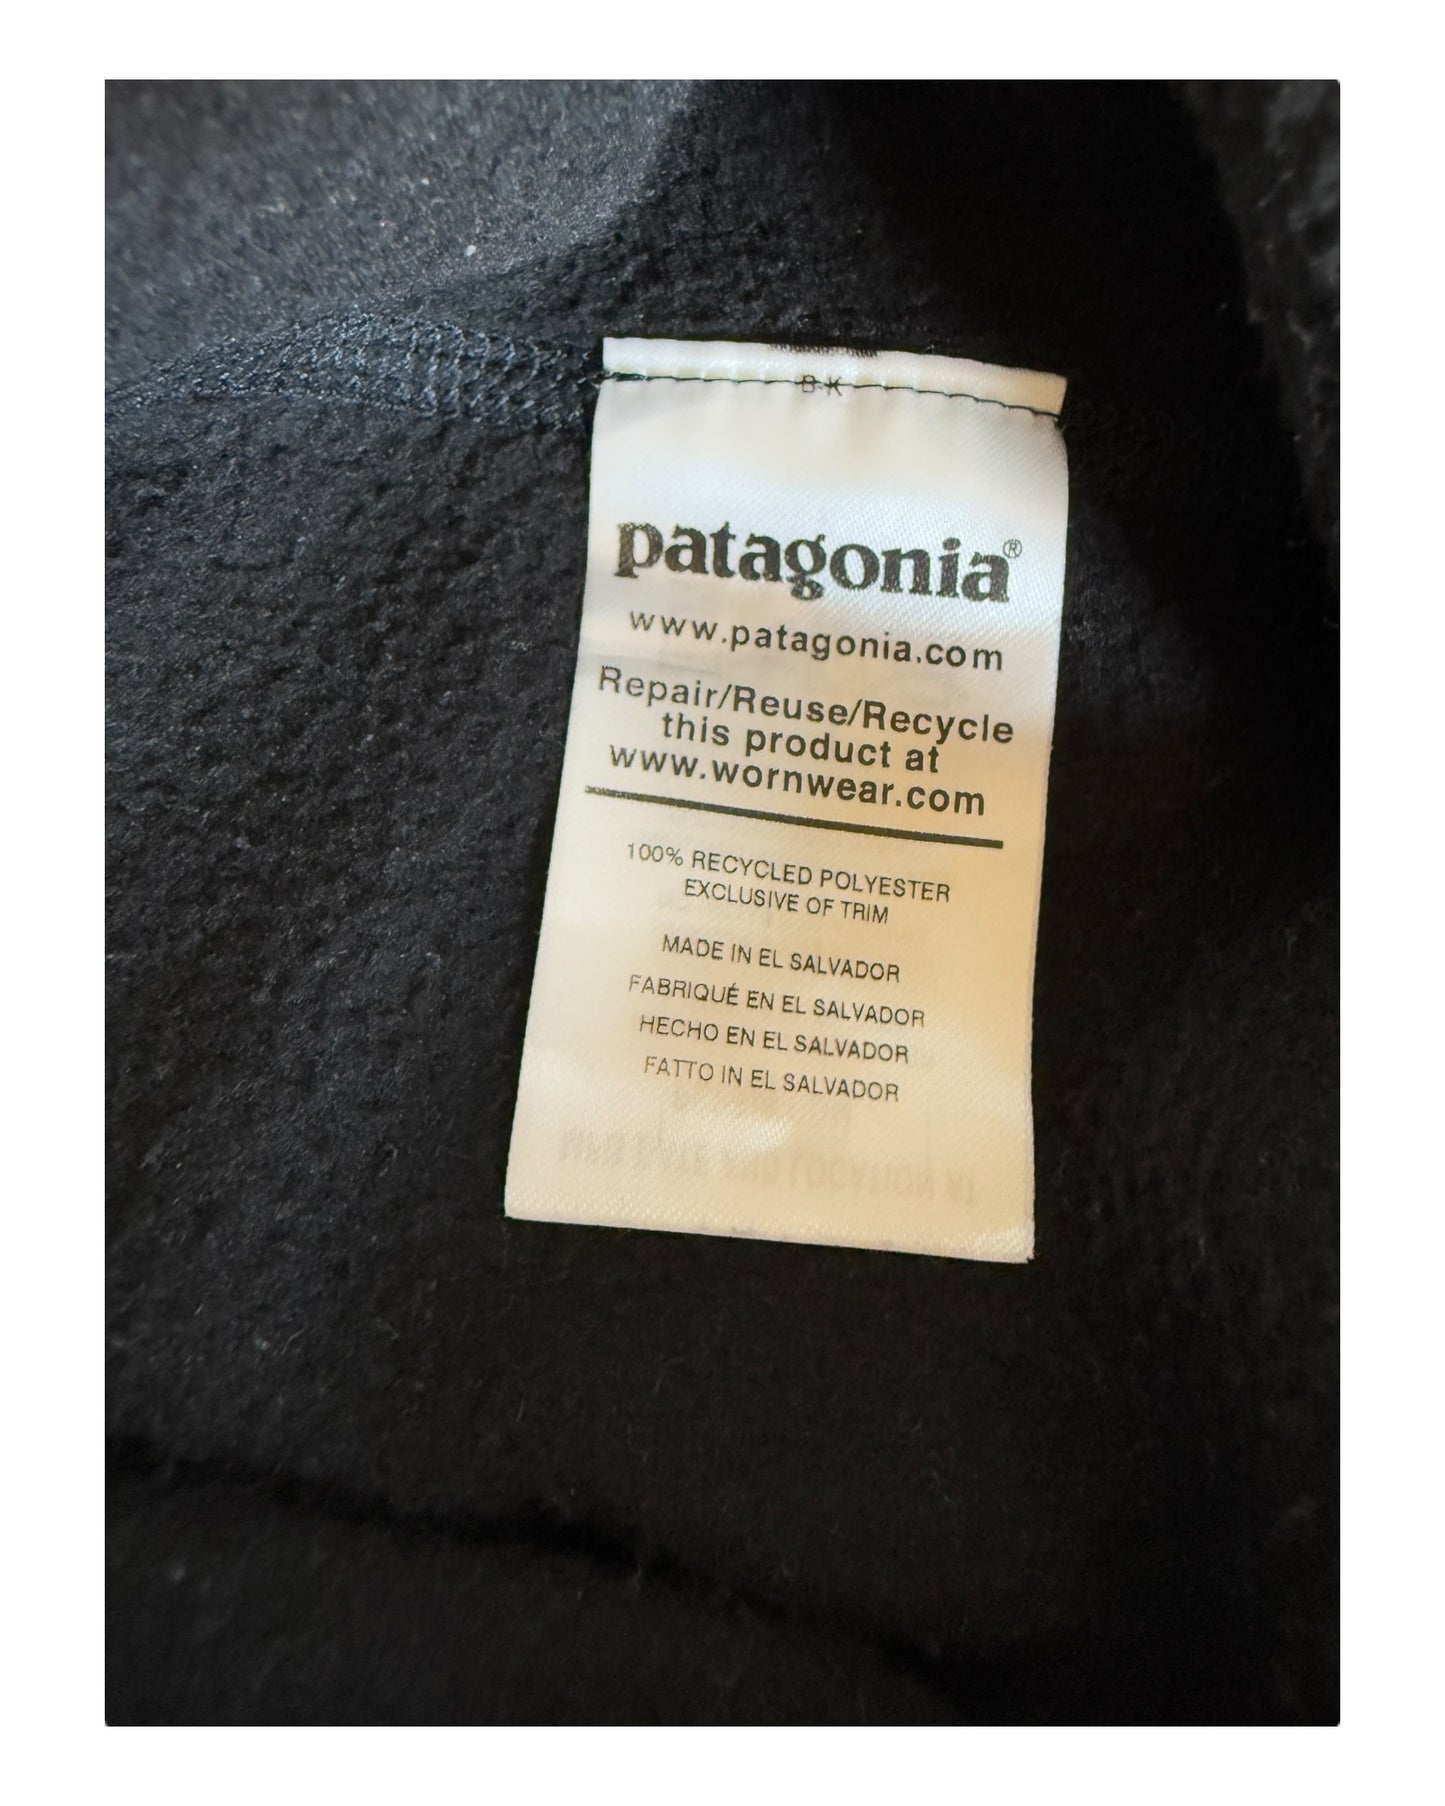 B-K
patagonia®
www.patagonia.com
Repair/Reuse/Recycle
this product at
www.wornwear.com
100% RECYCLED POLYESTER
EXCLUSIVE OF TRIM
MADE IN EL SALVADOR
FABRIQUÉ EN EL SALVADOR
HECHO EN EL SALVADOR
FATTO IN EL SALVADOR